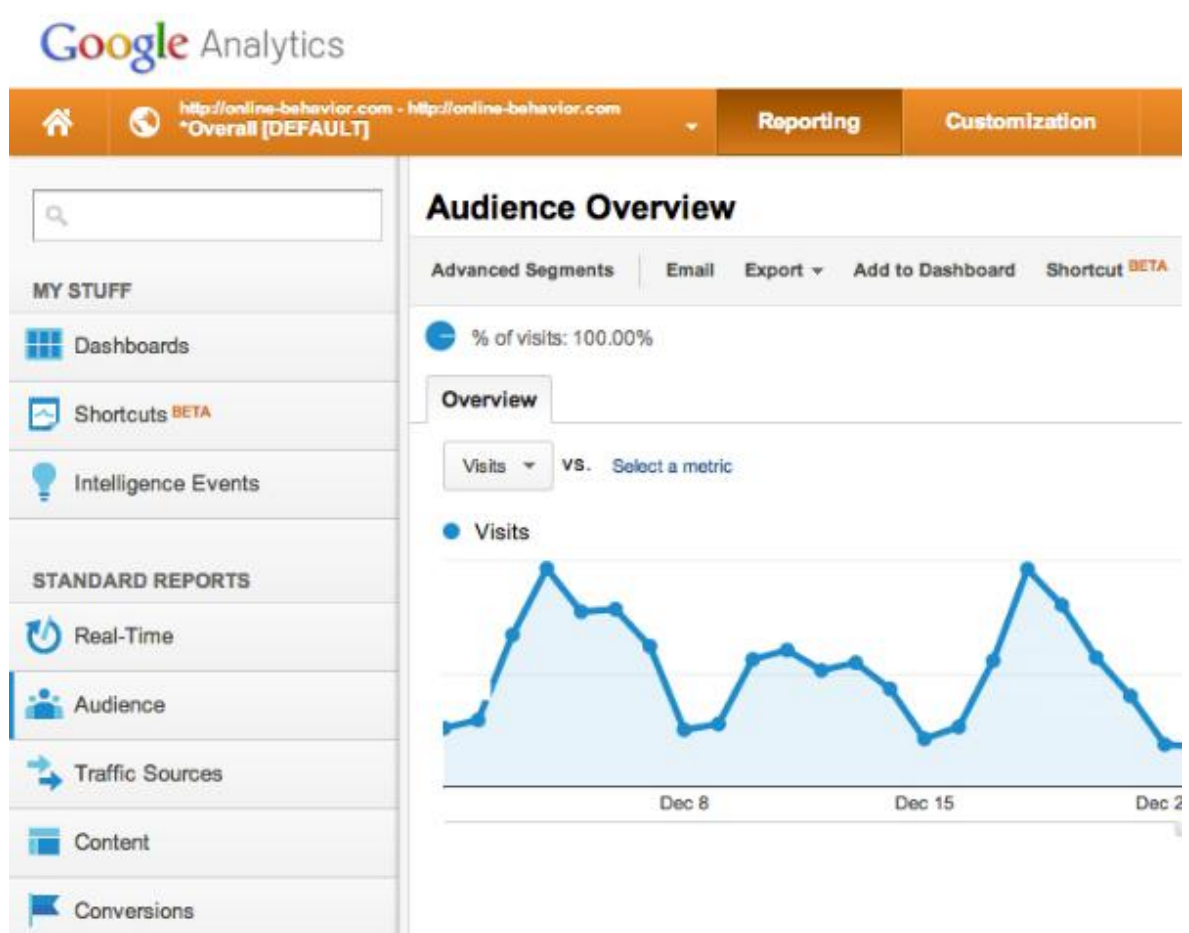 Google Analytics
http://online-behavior.com - http://online-behavior.com
*Overall [DEFAULT]
Reporting
Customization
MY STUFF
Dashboards
Shortcuts BETA
Intelligence Events
STANDARD REPORTS
Real-Time
Audience
Traffic Sources
Content
Conversions
Audience Overview
Advanced Segments Email Export Add to Dashboard Shortcut BETA
% of visits: 100.00%
Overview
Visits vs. Select a metric
Visits
Dec 8 Dec 15 Dec 2